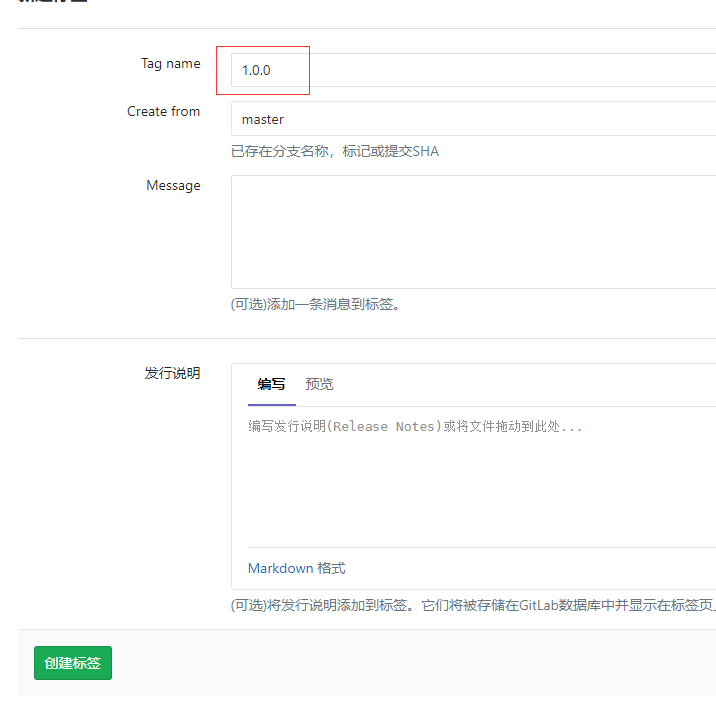 Tag name
1.0.0
Create from
master
已存在分支名称，标记或提交SHA
Message
(可选)添加一条消息到标签。
发行说明
编写 预览
编写发行说明(Release Notes)或将文件拖动到此处...
Markdown 格式
(可选)将发行说明添加到标签。它们将被存储在GitLab数据库中并显示在标签页
创建标签